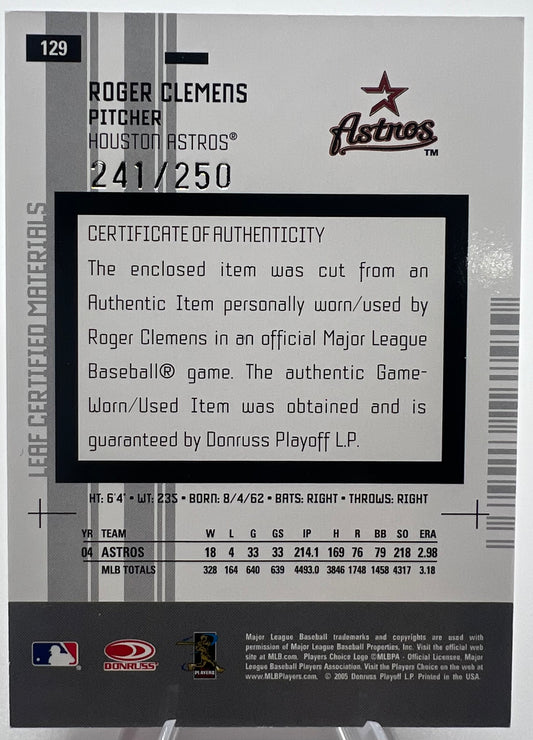 129
ROGER CLEMENS
PITCHER
HOUSTON ASTROS®
241/250
Astros
TM
LEAF CERTIFIED MATERIALS
CERTIFICATE OF AUTHENTICITY
The enclosed item was cut from an
Authentic Item personally worn/used by
Roger Clemens in an official Major League
Baseball® game. The authentic Game-
Worn/Used Item was obtained and is
guaranteed by Donruss Playoff L.P.
HT: 6'4" • WT: 235 • BORN: 8/4/62 • BATS: RIGHT • THROWS: RIGHT
YR TEAM W L G GS IP H R BB SO ERA
04 ASTROS 18 4 33 33 214.1 169 76 79 218 2.98
MLB TOTALS 328 164 640 639 4493.0 3846 1748 1458 4317 3.18
DONRUSS
PLAYERS
Major League Baseball trademarks and copyrights are used with
permission of Major League Baseball Properties, Inc. Visit the official web
site at MLB.com. Players Choice Logo ©MLBPA - Official Licensee, Major
League Baseball Players Association. Visit the Players Choice on the web at
www.MLBPlayers.com. © 2005 Donruss Playoff L.P. Printed in the USA.